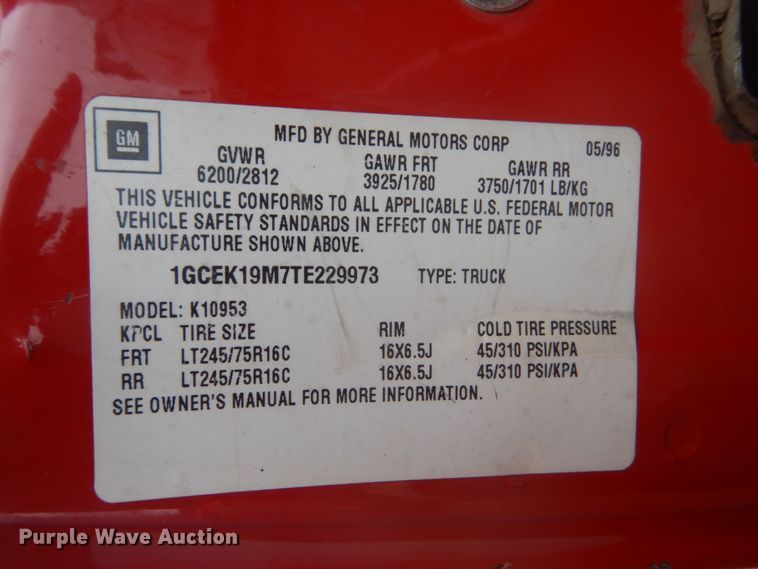 GM
MFD BY GENERAL MOTORS CORP 05/96
GVWR GAWR FRT GAWR RR
6200/2812 3925/1780 3750/1701 LB/KG
THIS VEHICLE CONFORMS TO ALL APPLICABLE U.S. FEDERAL MOTOR
VEHICLE SAFETY STANDARDS IN EFFECT ON THE DATE OF
MANUFACTURE SHOWN ABOVE.
1GCEK19M7TE229973 TYPE: TRUCK
MODEL: K10953
KPCL TIRE SIZE RIM COLD TIRE PRESSURE
FRT LT245/75R16C 16X6.5J 45/310 PSI/KPA
RR LT245/75R16C 16X6.5J 45/310 PSI/KPA
SEE OWNER'S MANUAL FOR MORE INFORMATION.
Purple Wave Auction